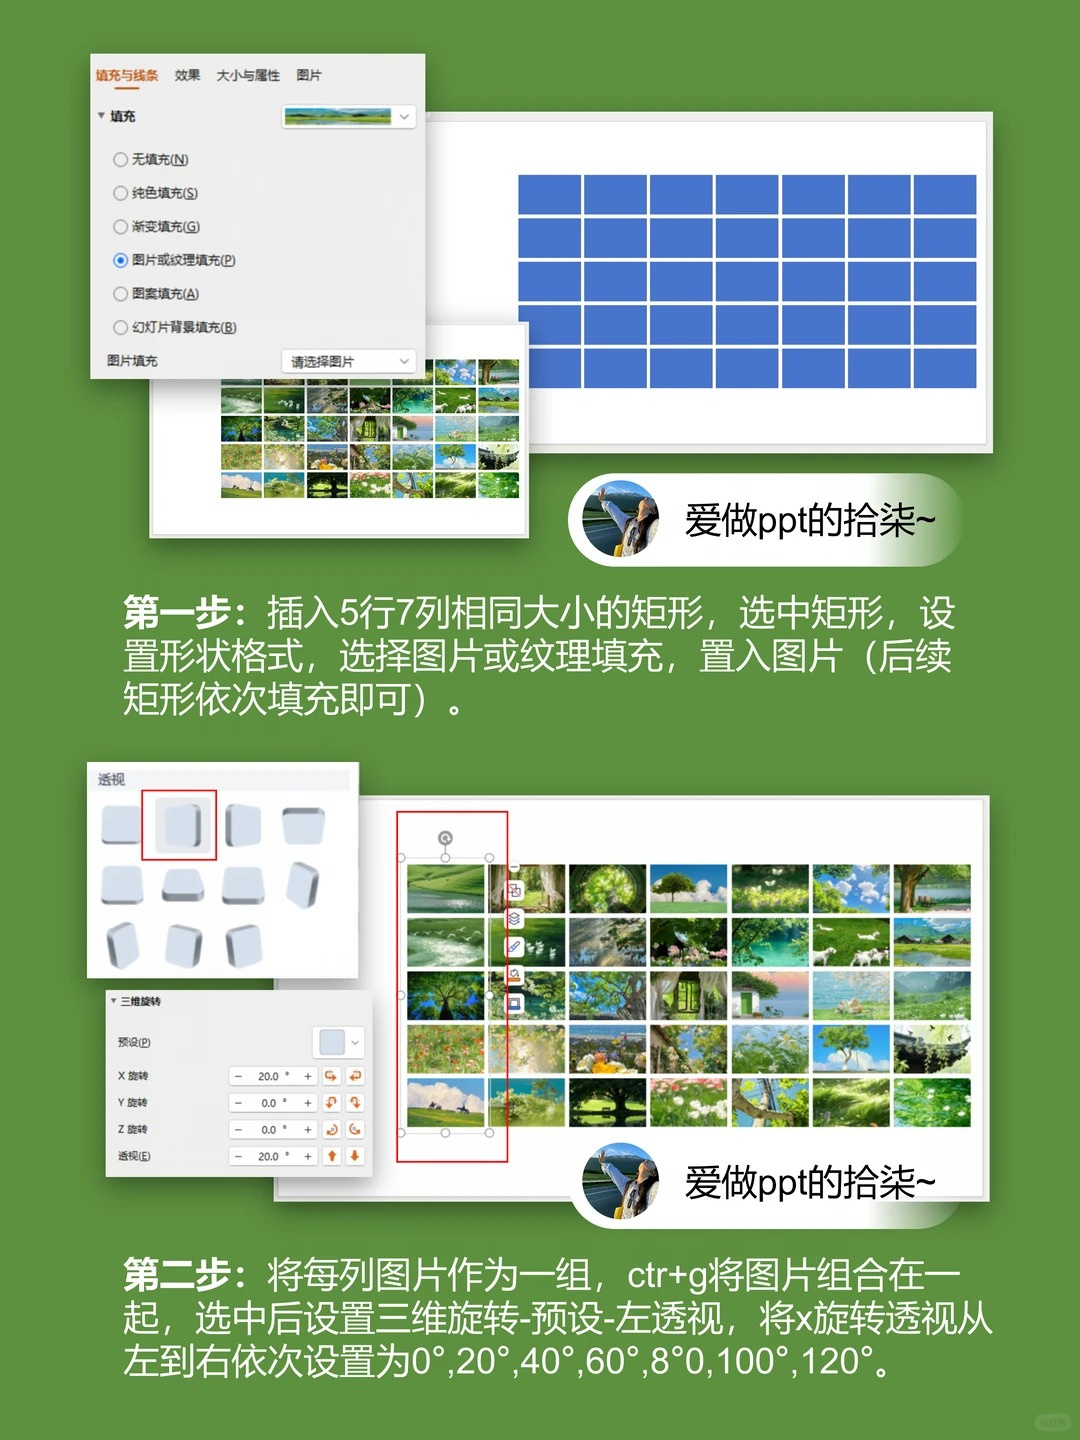 填充与线条 效果 大小与属性 图片
填充
无填充(N)
纯色填充(S)
渐变填充(G)
图片或纹理填充(P)
图案填充(A)
幻灯片背景填充(B)
图片填充 请选择图片
爱做ppt的拾柒~
第一步：插入5行7列相同大小的矩形，选中矩形，设
置形状格式，选择图片或纹理填充，置入图片（后续
矩形依次填充即可）。
透视
三维旋转
预设(P)
X 旋转 − 20.0 ° +
Y 旋转 − 0.0 ° +
Z 旋转 − 0.0 ° +
透视(E) − 20.0 ° +
爱做ppt的拾柒~
第二步：将每列图片作为一组，ctr+g将图片组合在一
起，选中后设置三维旋转-预设-左透视，将x旋转透视从
左到右依次设置为0°,20°,40°,60°,8°0,100°,120°。
小红书